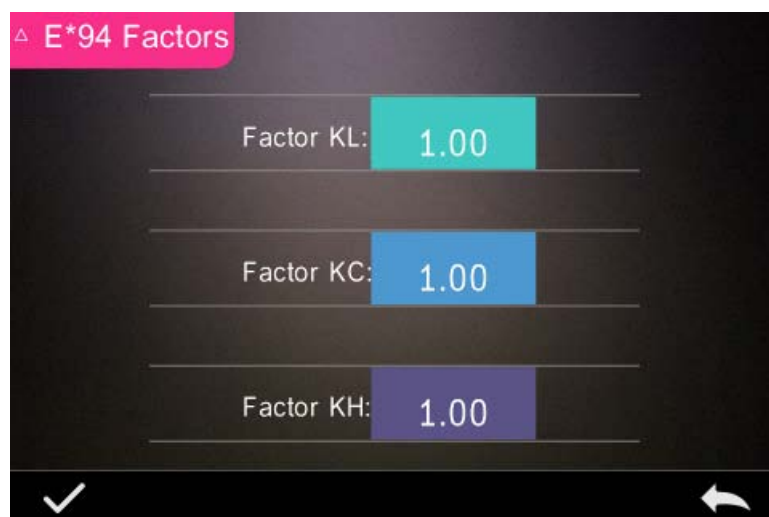 △ E*94 Factors
Factor KL: 1.00
Factor KC: 1.00
Factor KH: 1.00